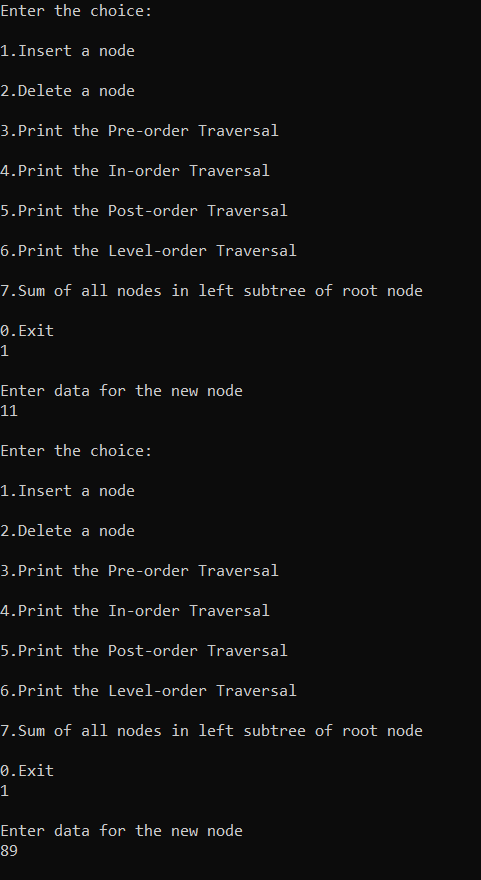 Enter the choice:
1.Insert a node
2.Delete a node
3.Print the Pre-order Traversal
4.Print the In-order Traversal
5.Print the Post-order Traversal
6.Print the Level-order Traversal
7.Sum of all nodes in left subtree of root node
0.Exit
1
Enter data for the new node
11
Enter the choice:
1.Insert a node
2.Delete a node
3.Print the Pre-order Traversal
4.Print the In-order Traversal
5.Print the Post-order Traversal
6.Print the Level-order Traversal
7.Sum of all nodes in left subtree of root node
0.Exit
1
Enter data for the new node
89